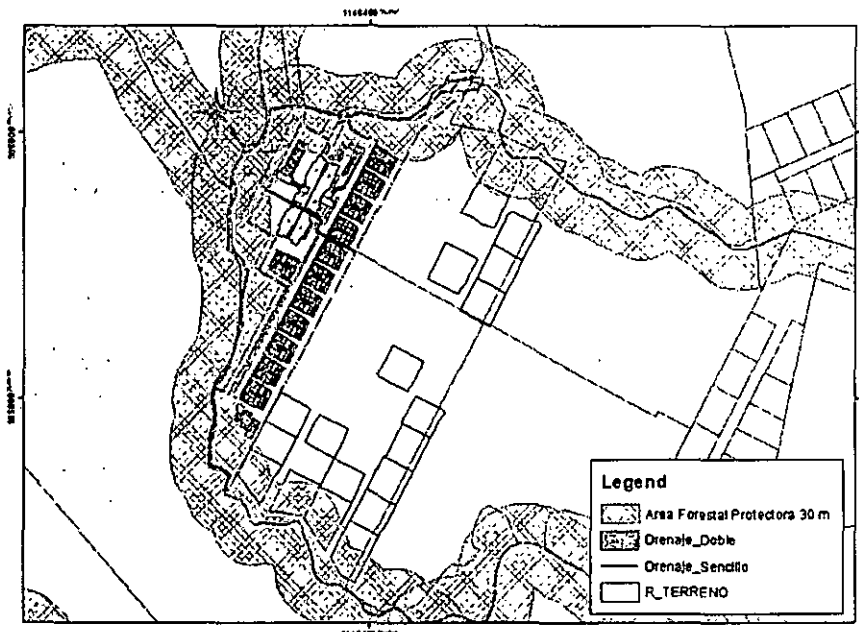 Legend
Area Forestal Protectora 30 m
Drenaje_Doble
Drenaje_Sencillo
R_TERRENO